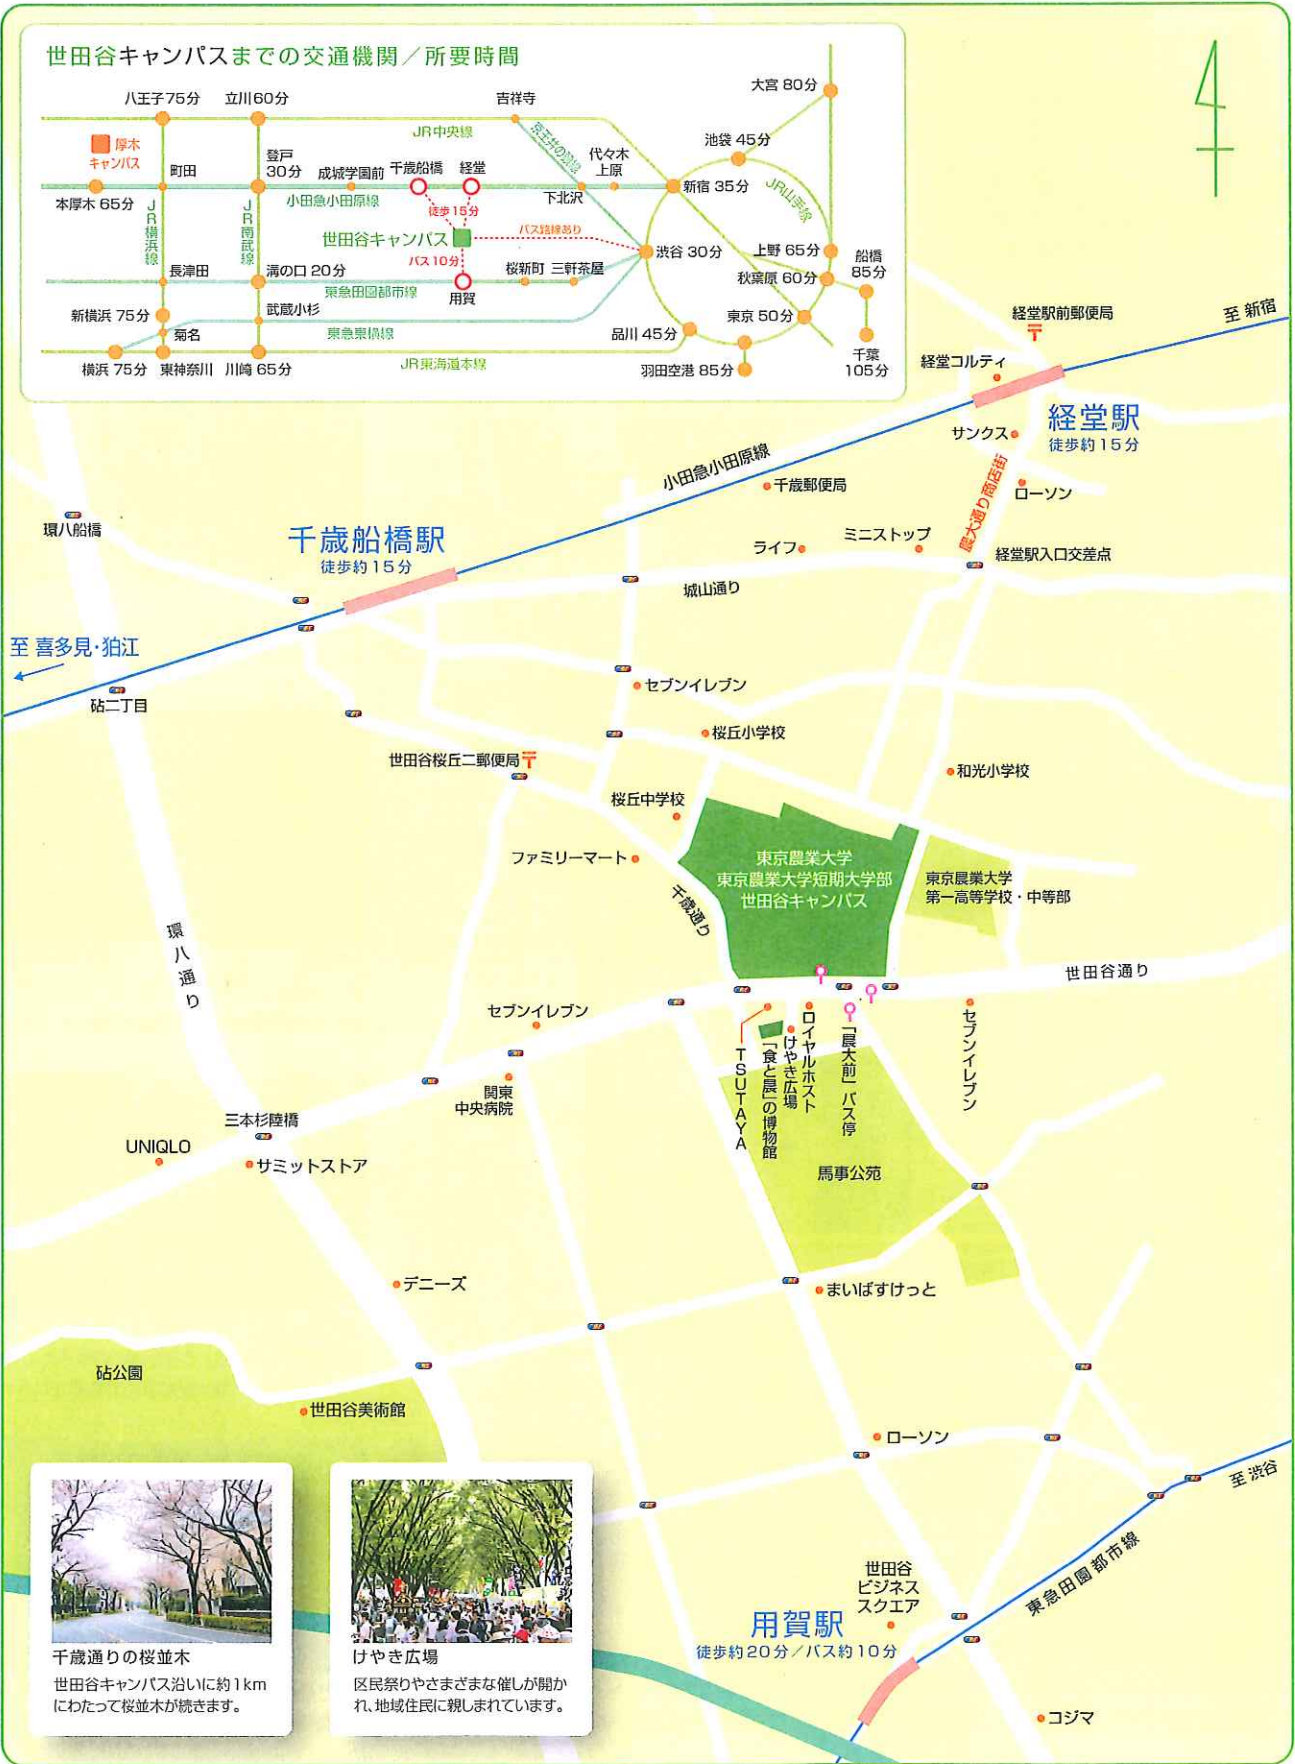 世田谷キャンパスまでの交通機関／所要時間
八王子75分
立川60分
吉祥寺
大宮80分
JR中央線
京王井の頭線
池袋45分
厚木
キャンパス
町田
登戸
30分
成城学園前
千歳船橋
経堂
代々木
上原
新宿35分
JR山手線
本厚木65分
小田急小田原線
下北沢
徒歩15分
JR横浜線
JR南武線
世田谷キャンパス
バス路線あり
渋谷30分
上野65分
船橋
85分
バス10分
長津田
溝の口20分
桜新町
三軒茶屋
秋葉原60分
東急田園都市線
用賀
新横浜75分
武蔵小杉
東京50分
菊名
東急東横線
品川45分
横浜75分
東神奈川
川崎65分
JR東海道本線
羽田空港85分
千葉
105分
経堂駅前郵便局
至 新宿
経堂コルティ
経堂駅
徒歩約15分
サンクス
小田急小田原線
千歳郵便局
農大通り商店街
ローソン
環八船橋
千歳船橋駅
徒歩約15分
ライフ
ミニストップ
経堂駅入口交差点
城山通り
至 喜多見・狛江
砧二丁目
セブンイレブン
桜丘小学校
世田谷桜丘二郵便局
和光小学校
桜丘中学校
ファミリーマート
東京農業大学
東京農業大学短期大学部
世田谷キャンパス
東京農業大学
第一高等学校・中等部
千歳通り
環八通り
世田谷通り
セブンイレブン
TSUTAYA
「食と農」の博物館
けやき広場
ロイヤルホスト
「農大前」バス停
セブンイレブン
関東
中央病院
三本杉陸橋
UNIQLO
サミットストア
馬事公苑
デニーズ
まいばすけっと
砧公園
世田谷美術館
ローソン
至 渋谷
東急田園都市線
世田谷
ビジネス
スクエア
用賀駅
徒歩約20分／バス約10分
コジマ
千歳通りの桜並木
世田谷キャンパス沿いに約1km
にわたって桜並木が続きます。
けやき広場
区民祭りやさまざまな催しが開か
れ、地域住民に親しまれています。